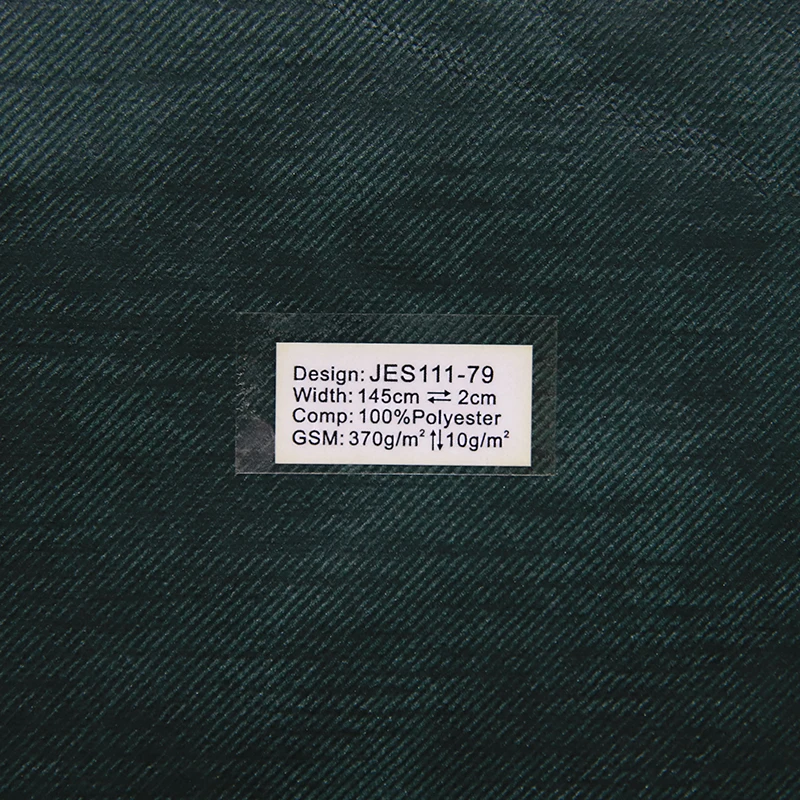 Design: JES111-79
Width: 145cm ⇄ 2cm
Comp: 100%Polyester
GSM: 370g/m²⇅10g/m²